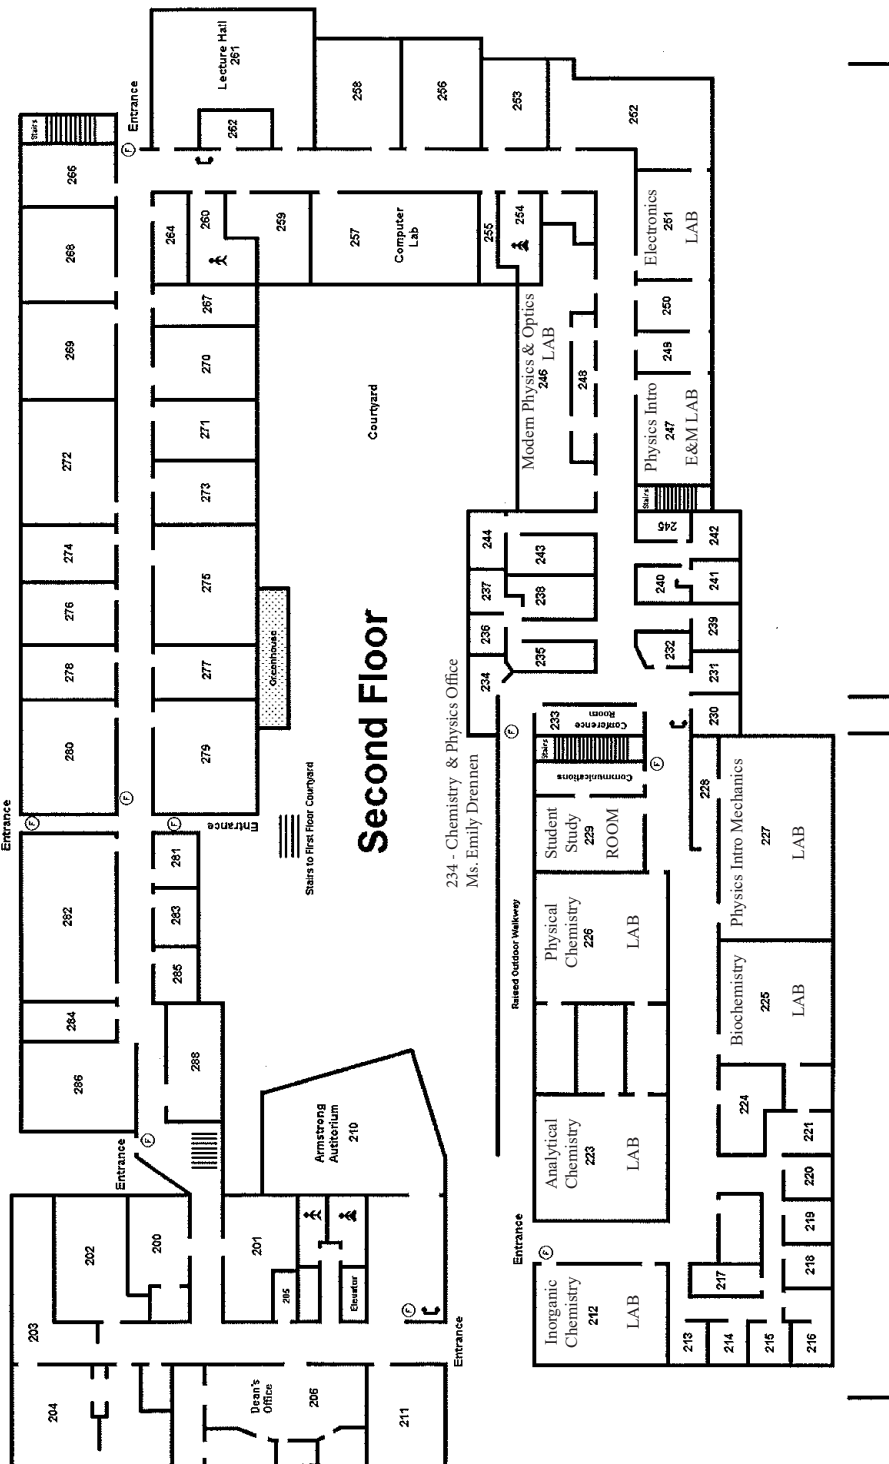 Lecture Hall
261
262
Entrance
258
256
253
252
Stairs
F
266
268
269
272
274
276
278
280
264
260
259
257
Computer
Lab
255
254
267
270
271
273
275
277
279
Greenhouse
Courtyard
Second Floor
Electronics
251
LAB
250
249
Physics Intro
247
E&M LAB
Modern Physics & Optics
246
LAB
248
Stairs
245
244
243
242
237
238
240
241
236
235
239
234
232
231
230
233
Conference
Room
F
Stairs
Communications
F
234 - Chemistry & Physics Office
Ms. Emily Drennen
Student
Study
229
ROOM
228
Physics Intro Mechanics
227
LAB
Physical
Chemistry
226
LAB
Biochemistry
225
LAB
Raised Outdoor Walkway
Analytical
Chemistry
223
LAB
224
221
220
219
218
217
Entrance
F
Inorganic
Chemistry
212
LAB
213
214
215
216
Entrance
F
F
F
Entrance
Stairs to First Floor Courtyard
282
281
283
285
284
286
288
Entrance
F
Armstrong
Autitorium
210
202
200
201
203
285
Elevator
F
Entrance
204
Dean's
Office
206
211